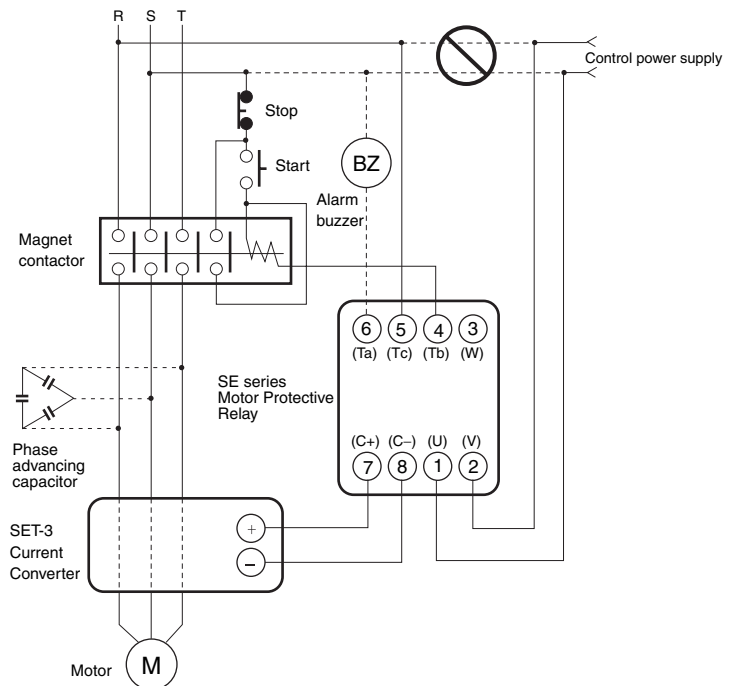 R S T
Control power supply
Stop
Start
BZ
Alarm
buzzer
Magnet
contactor
6 5 4 3
(Ta) (Tc) (Tb) (W)
SE series
Motor Protective
Relay
(C+) (C−) (U) (V)
7 8 1 2
Phase
advancing
capacitor
SET-3
Current
Converter
+
−
Motor
M